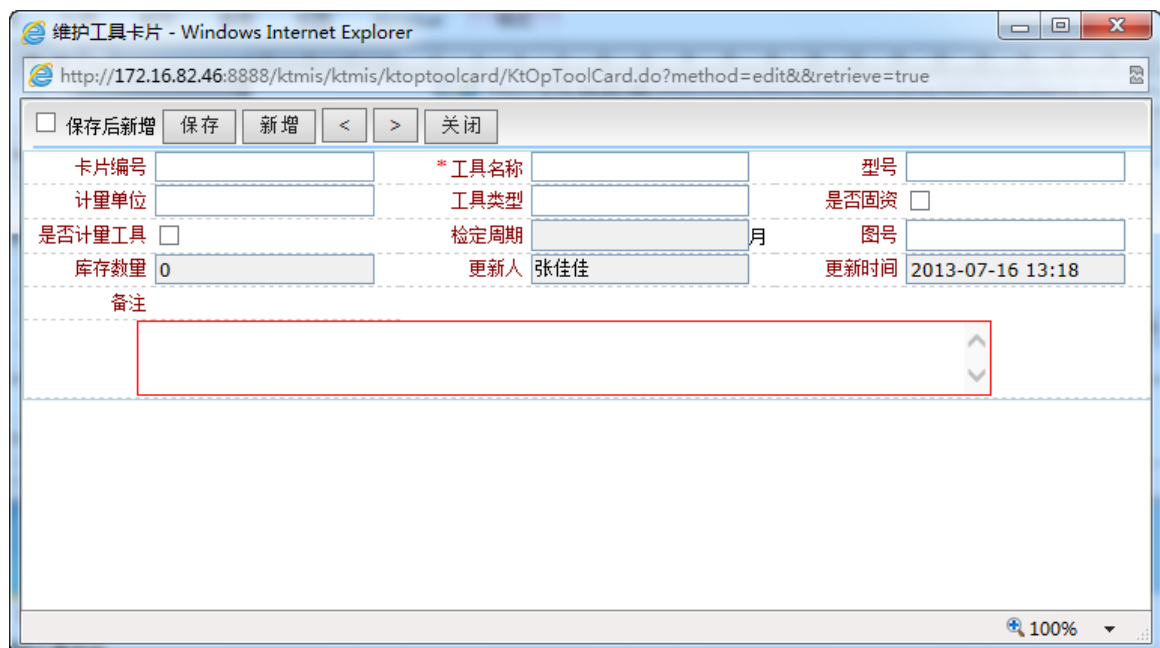 维护工具卡片 - Windows Internet Explorer
http://172.16.82.46:8888/ktmis/ktmis/ktoptoolcard/KtOpToolCard.do?method=edit&&retrieve=true
保存后新增 保存 新增 < > 关闭
卡片编号 * 工具名称 型号
计量单位 工具类型 是否固资
是否计量工具 检定周期 月 图号
库存数量 0 更新人 张佳佳 更新时间 2013-07-16 13:18
备注
100%